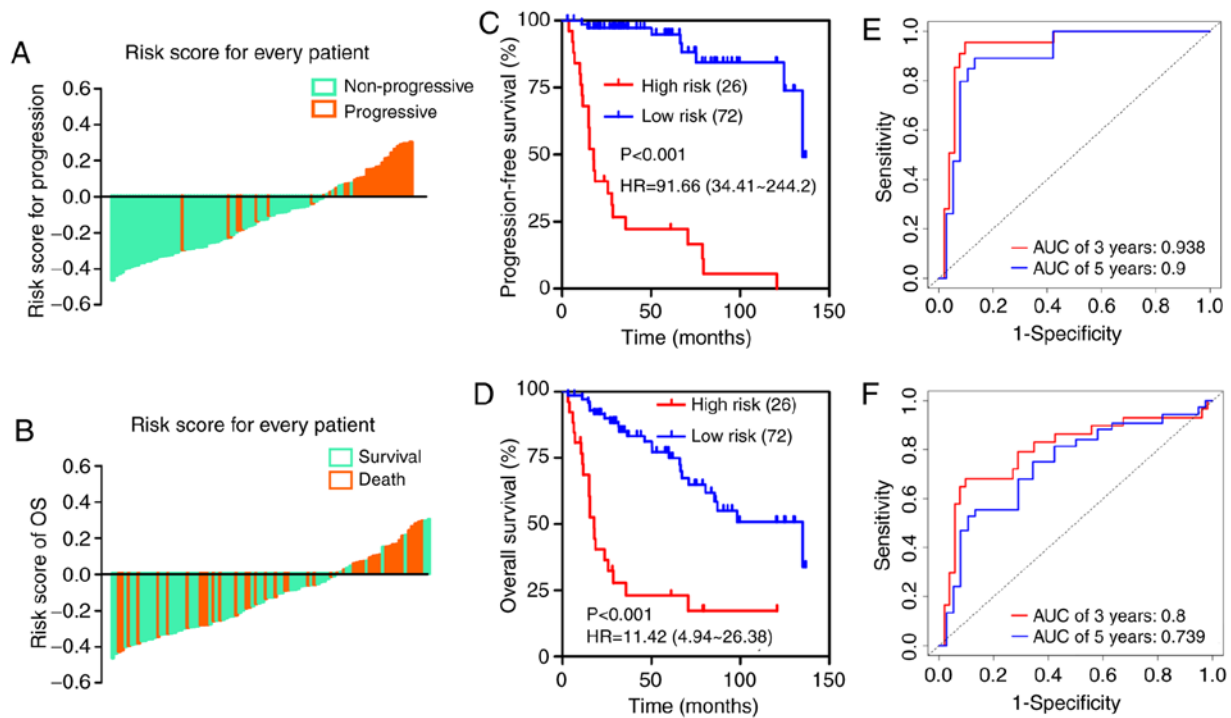 A
Risk score for every patient
Non-progressive
Progressive
Risk score for progression
0.6
0.4
0.2
0.0
−0.2
−0.4
−0.6
B
Risk score for every patient
Survival
Death
Risk score of OS
0.6
0.4
0.2
0.0
−0.2
−0.4
−0.6
C
Progression-free survival (%)
100
75
50
25
0
High risk (26)
Low risk (72)
P<0.001
HR=91.66 (34.41~244.2)
0 50 100 150
Time (months)
D
Overall survival (%)
100
75
50
25
0
High risk (26)
Low risk (72)
P<0.001
HR=11.42 (4.94~26.38)
0 50 100 150
Time (months)
E
Sensitivity
1.0
0.8
0.6
0.4
0.2
0.0
AUC of 3 years: 0.938
AUC of 5 years: 0.9
0.0 0.2 0.4 0.6 0.8 1.0
1-Specificity
F
Sensitivity
1.0
0.8
0.6
0.4
0.2
0.0
AUC of 3 years: 0.8
AUC of 5 years: 0.739
0.0 0.2 0.4 0.6 0.8 1.0
1-Specificity